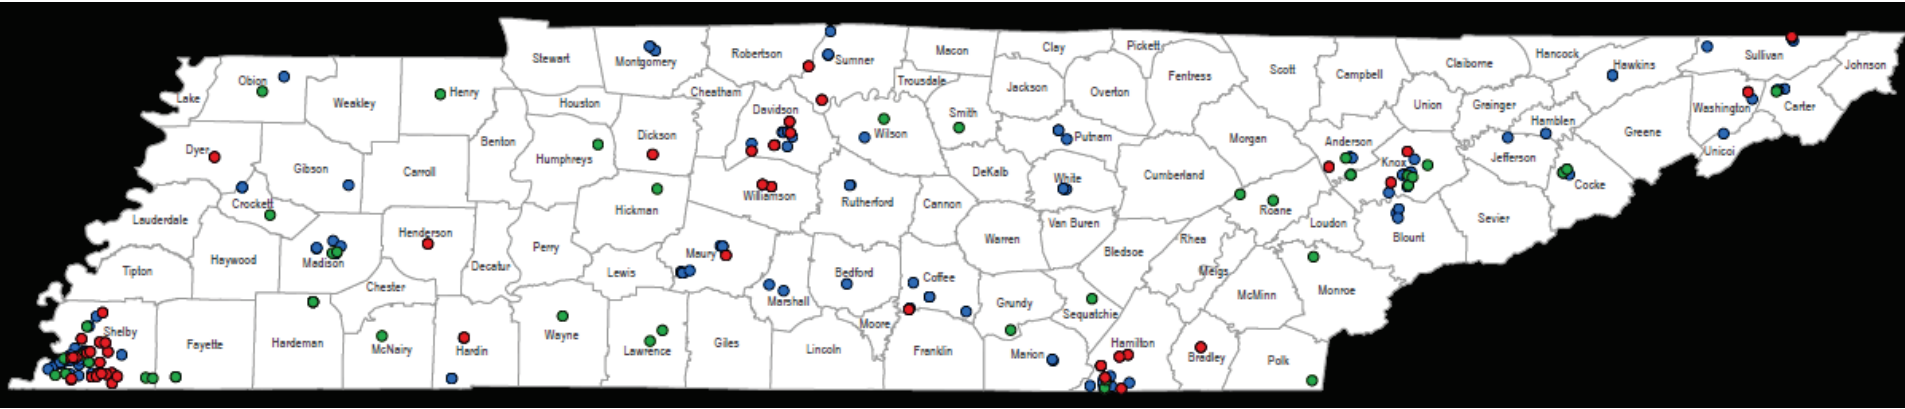 Stewart
Montgomery
Robertson
Sumner
Macon
Clay
Pickett
Fentress
Scott
Campbell
Claiborne
Hancock
Hawkins
Sullivan
Johnson
Lake
Obion
Weakley
Henry
Houston
Cheatham
Trousdale
Jackson
Overton
Union
Grainger
Hamblen
Washington
Carter
Dyer
Gibson
Carroll
Benton
Humphreys
Dickson
Davidson
Wilson
Smith
Putnam
Morgan
Anderson
Knox
Jefferson
Greene
Unicoi
Cocke
Lauderdale
Crockett
Williamson
Rutherford
Cannon
DeKalb
White
Cumberland
Roane
Loudon
Sevier
Blount
Hickman
Haywood
Madison
Henderson
Decatur
Perry
Lewis
Maury
Bedford
Coffee
Warren
Van Buren
Bledsoe
Rhea
Meigs
McMinn
Monroe
Tipton
Chester
Marshall
Moore
Grundy
Sequatchie
Shelby
Fayette
Hardeman
McNairy
Hardin
Wayne
Lawrence
Giles
Lincoln
Franklin
Marion
Hamilton
Bradley
Polk